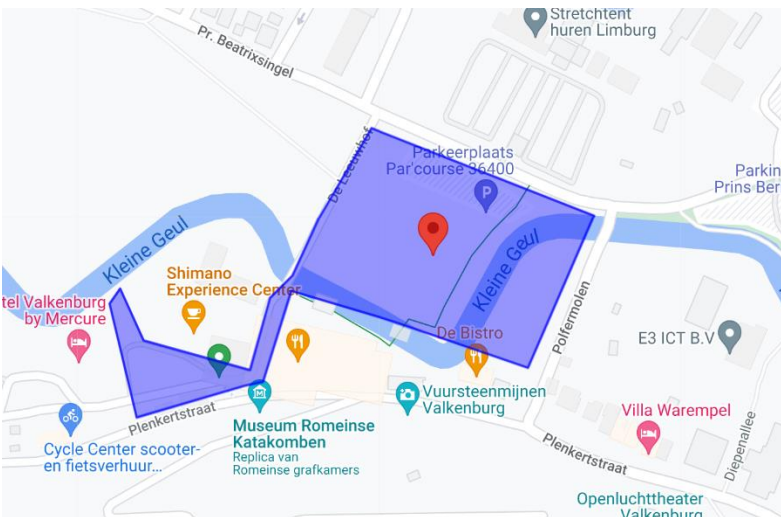 Stretchtent
huren Limburg
Pr. Beatrixsingel
De Leeuwhof
Parkeerplaats
Par'course 36400
P
Parkin
Prins Ber
Kleine Geul
Kleine Geul
Shimano
Experience Center
tel Valkenburg
by Mercure
De Bistro
Polfermolen
E3 ICT B.V
Vuursteenmijnen
Valkenburg
Villa Warempel
Plenkertstraat
Museum Romeinse
Katakomben
Replica van
Romeinse grafkamers
Cycle Center scooter-
en fietsverhuur...
Plenkertstraat
Diepenallee
Openluchttheater
Valkenburg